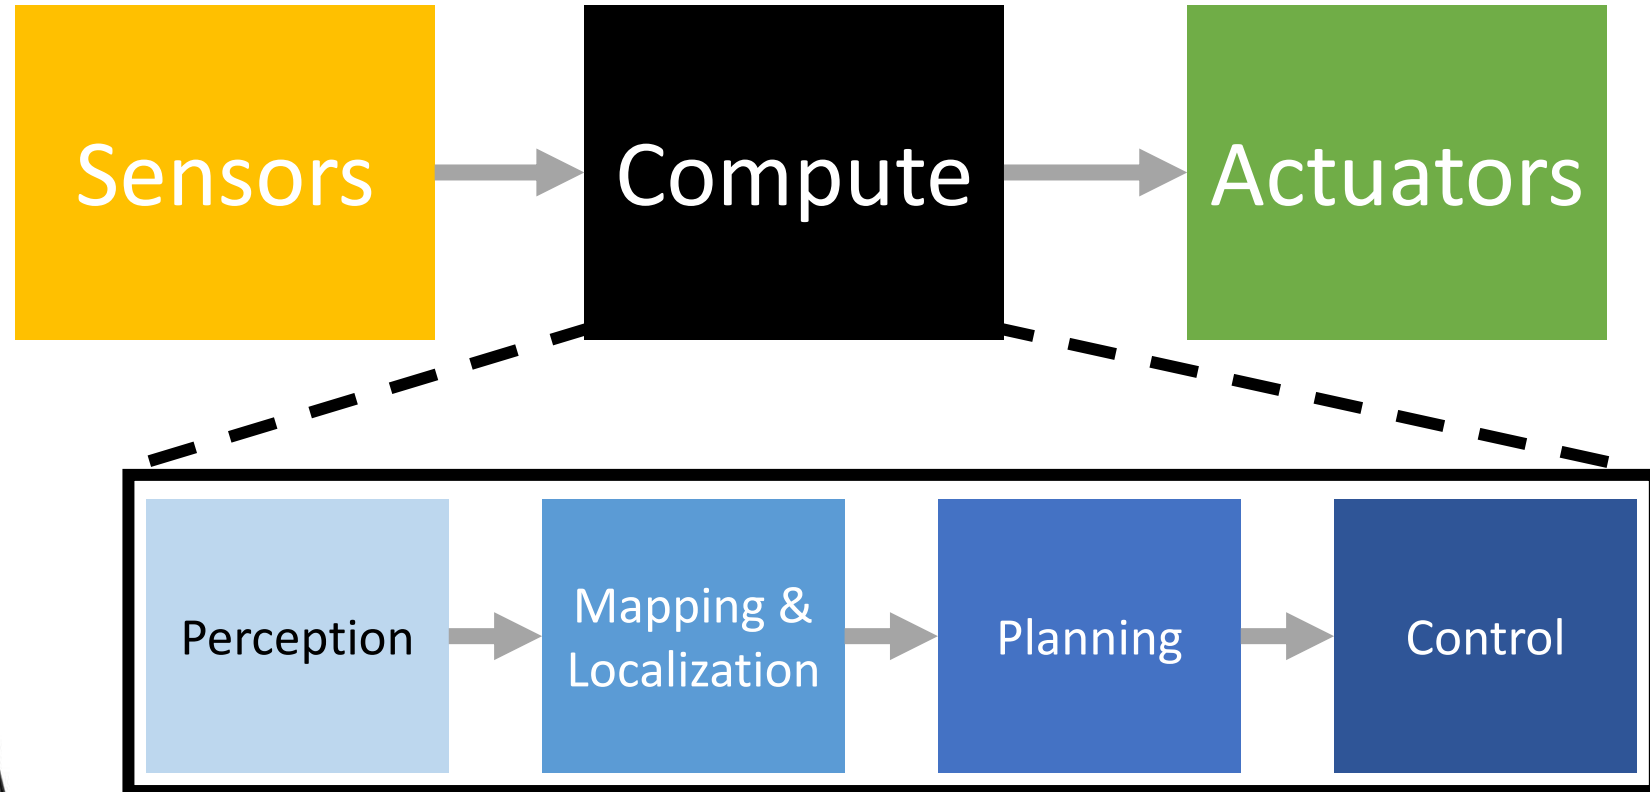 Sensors
Compute
Actuators
Perception
Mapping &
Localization
Planning
Control